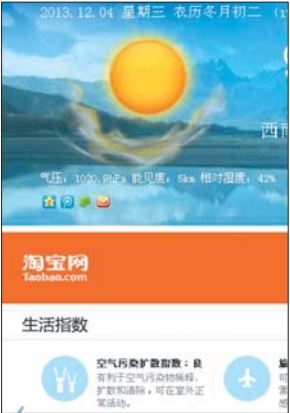 2013.12.04 星期三 农历冬月初二
西
气压：1020.9hPa 能见度：5km 相对湿度：42%
淘宝网
Taobao.com
生活指数
空气污染扩散指数：良
有利于空气污染物稀释、
扩散和清除，可在室外正
常活动。